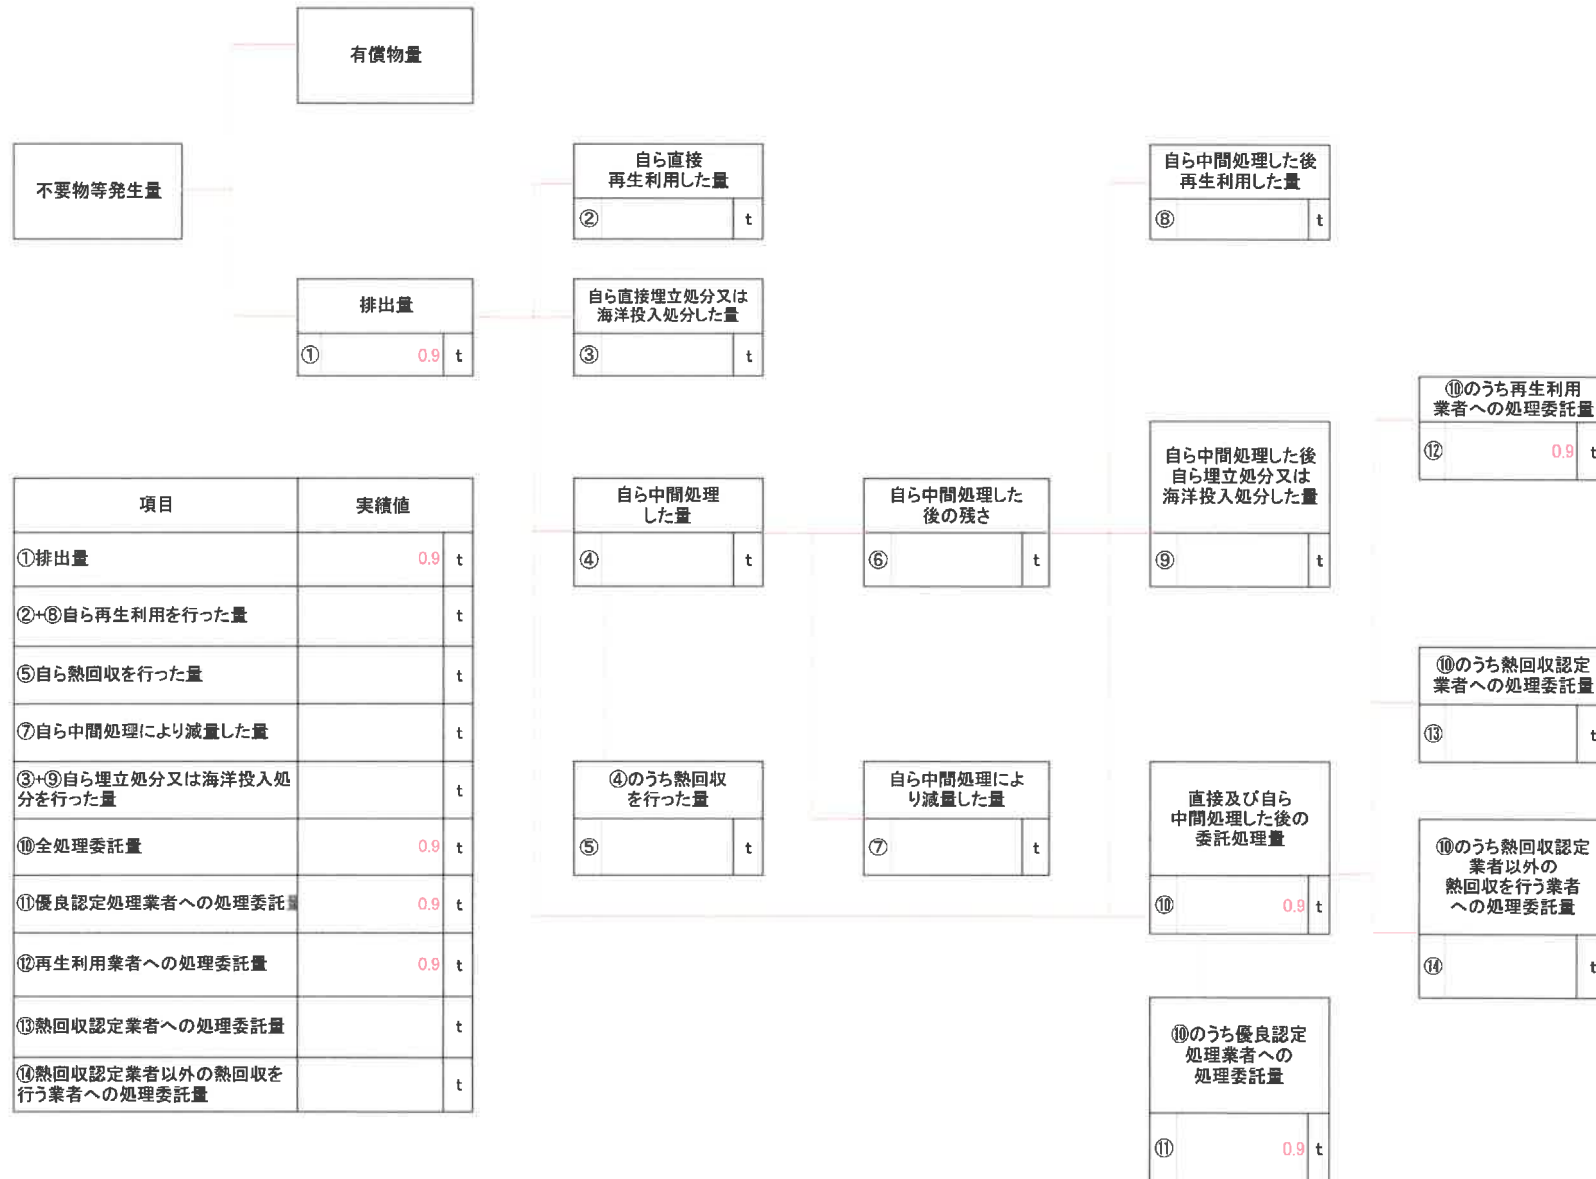 有償物量
不要物等発生量
自ら直接
再生利用した量
② t
自ら中間処理した後
再生利用した量
⑧ t
排出量
① 0.9 t
自ら直接埋立処分又は
海洋投入処分した量
③ t
⑩のうち再生利用
業者への処理委託量
⑫ 0.9 t
自ら中間処理した後
自ら埋立処分又は
海洋投入処分した量
⑨ t
自ら中間処理
した量
④ t
自ら中間処理した
後の残さ
⑥ t
項目 実績値
①排出量 0.9 t
②+⑧自ら再生利用を行った量 t
⑤自ら熱回収を行った量 t
⑦自ら中間処理により減量した量 t
③+⑨自ら埋立処分又は海洋投入処
分を行った量 t
⑩全処理委託量 0.9 t
⑪優良認定処理業者への処理委託量 0.9 t
⑫再生利用業者への処理委託量 0.9 t
⑬熱回収認定業者への処理委託量 t
⑭熱回収認定業者以外の熱回収を
行う業者への処理委託量 t
⑩のうち熱回収認定
業者への処理委託量
⑬ t
④のうち熱回収
を行った量
⑤ t
自ら中間処理によ
り減量した量
⑦ t
直接及び自ら
中間処理した後の
委託処理量
⑩ 0.9 t
⑩のうち熱回収認定
業者以外の
熱回収を行う業者
への処理委託量
⑭ t
⑩のうち優良認定
処理業者への
処理委託量
⑪ 0.9 t